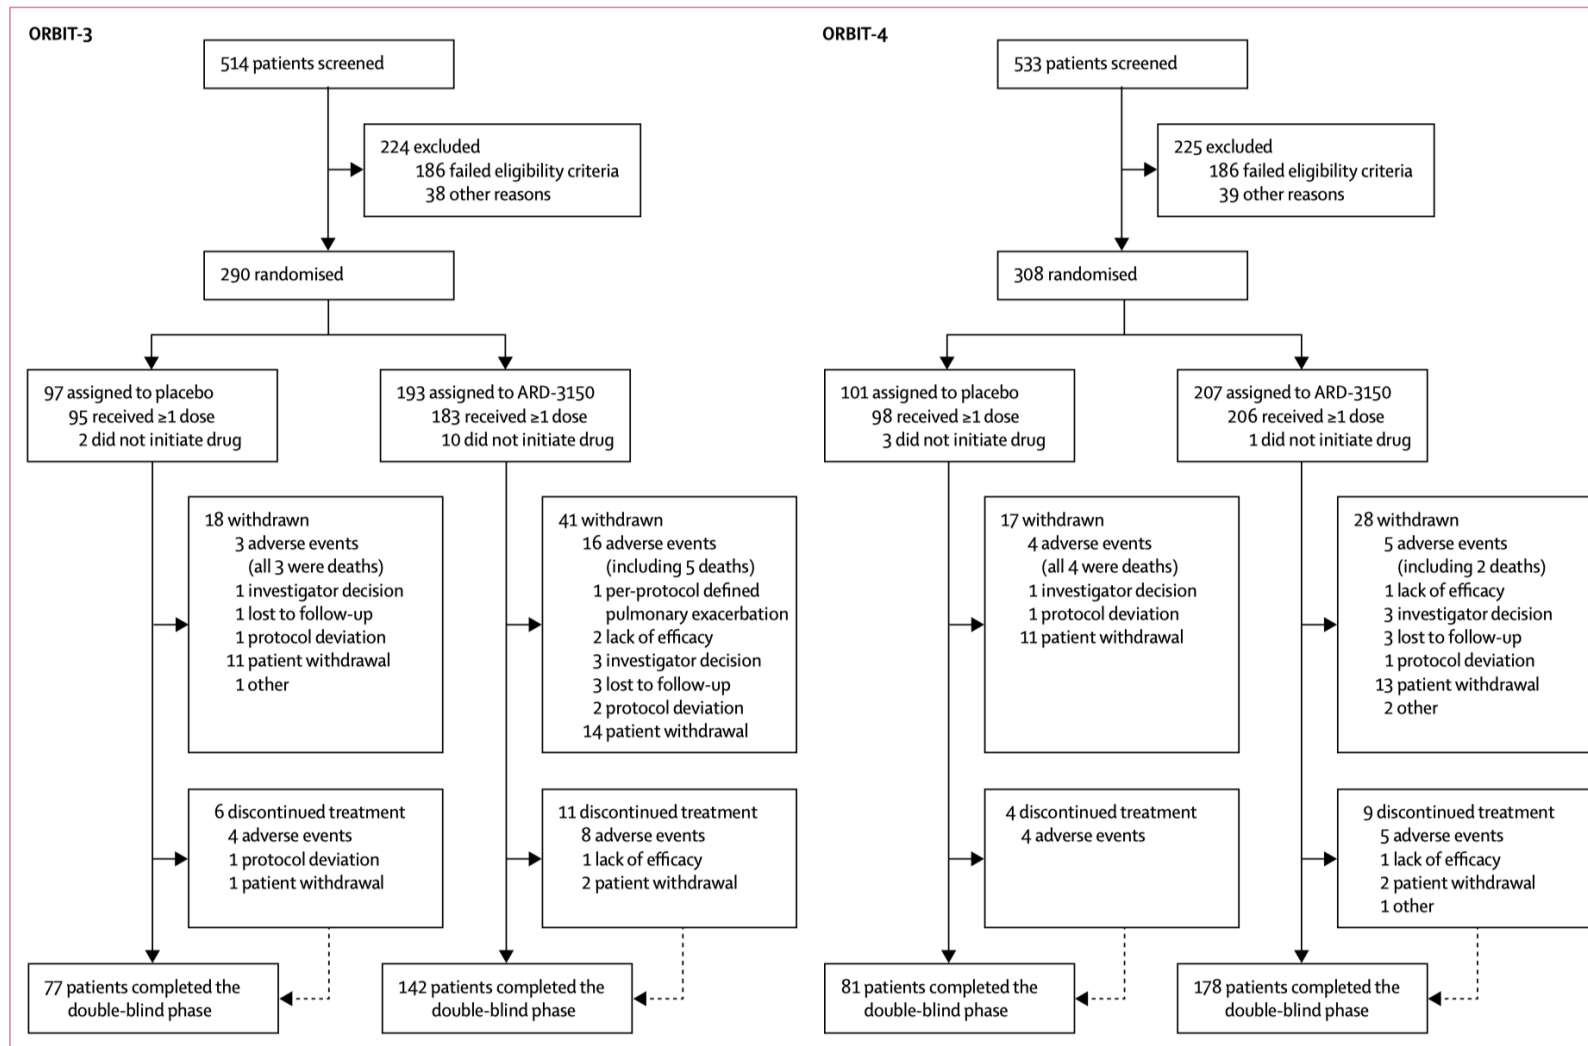 ORBIT-3
514 patients screened
224 excluded
186 failed eligibility criteria
38 other reasons
290 randomised
97 assigned to placebo
95 received ≥1 dose
2 did not initiate drug
193 assigned to ARD-3150
183 received ≥1 dose
10 did not initiate drug
18 withdrawn
3 adverse events
(all 3 were deaths)
1 investigator decision
1 lost to follow-up
1 protocol deviation
11 patient withdrawal
1 other
41 withdrawn
16 adverse events
(including 5 deaths)
1 per-protocol defined
pulmonary exacerbation
2 lack of efficacy
3 investigator decision
3 lost to follow-up
2 protocol deviation
14 patient withdrawal
6 discontinued treatment
4 adverse events
1 protocol deviation
1 patient withdrawal
11 discontinued treatment
8 adverse events
1 lack of efficacy
2 patient withdrawal
77 patients completed the
double-blind phase
142 patients completed the
double-blind phase
ORBIT-4
533 patients screened
225 excluded
186 failed eligibility criteria
39 other reasons
308 randomised
101 assigned to placebo
98 received ≥1 dose
3 did not initiate drug
207 assigned to ARD-3150
206 received ≥1 dose
1 did not initiate drug
17 withdrawn
4 adverse events
(all 4 were deaths)
1 investigator decision
1 protocol deviation
11 patient withdrawal
28 withdrawn
5 adverse events
(including 2 deaths)
1 lack of efficacy
3 investigator decision
3 lost to follow-up
1 protocol deviation
13 patient withdrawal
2 other
4 discontinued treatment
4 adverse events
9 discontinued treatment
5 adverse events
1 lack of efficacy
2 patient withdrawal
1 other
81 patients completed the
double-blind phase
178 patients completed the
double-blind phase